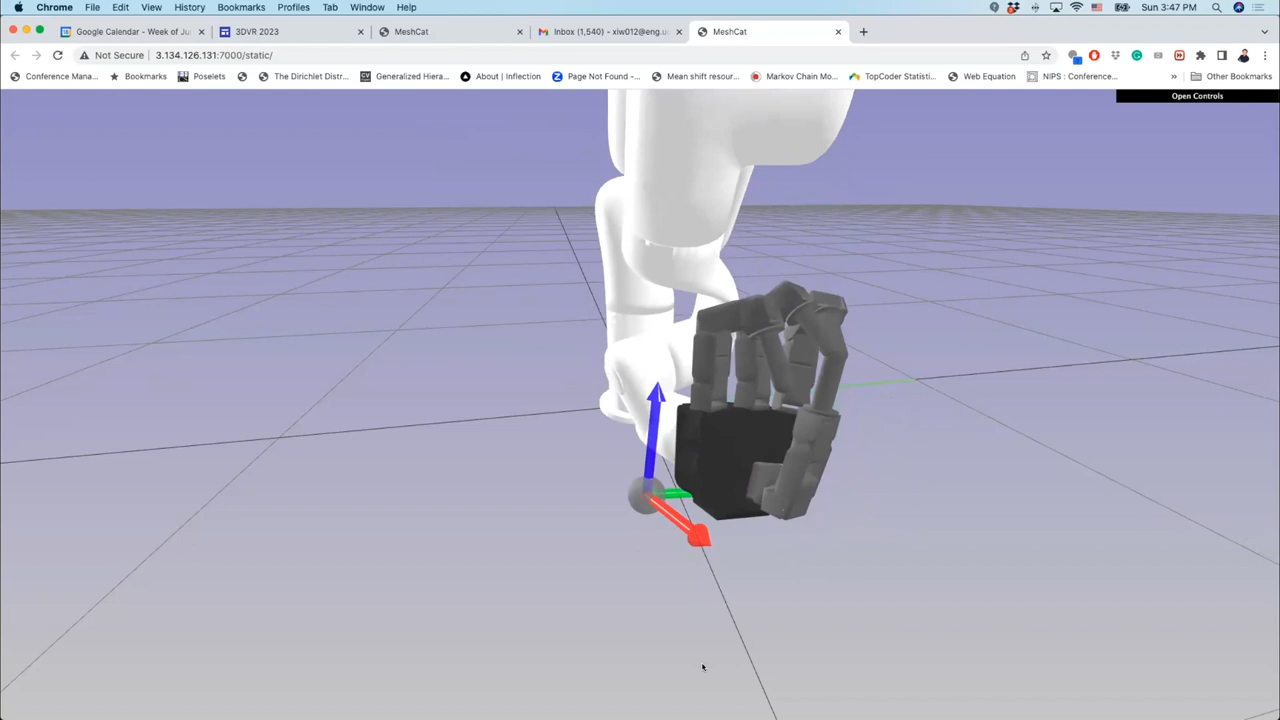 Chrome File Edit View History Bookmarks Profiles Tab Window Help Sun 3:47 PM
Google Calendar - Week of Ju 3DVR 2023 MeshCat Inbox (1,540) - xiw012@eng.u MeshCat
Not Secure 3.134.126.131:7000/static/
Conference Mana... Bookmarks Poselets The Dirichlet Distri... Generalized Hiera... About | Inflection Page Not Found -... Mean shift resour... Markov Chain Mo... TopCoder Statisti... Web Equation NIPS : Conference... » Other Bookmarks
Open Controls